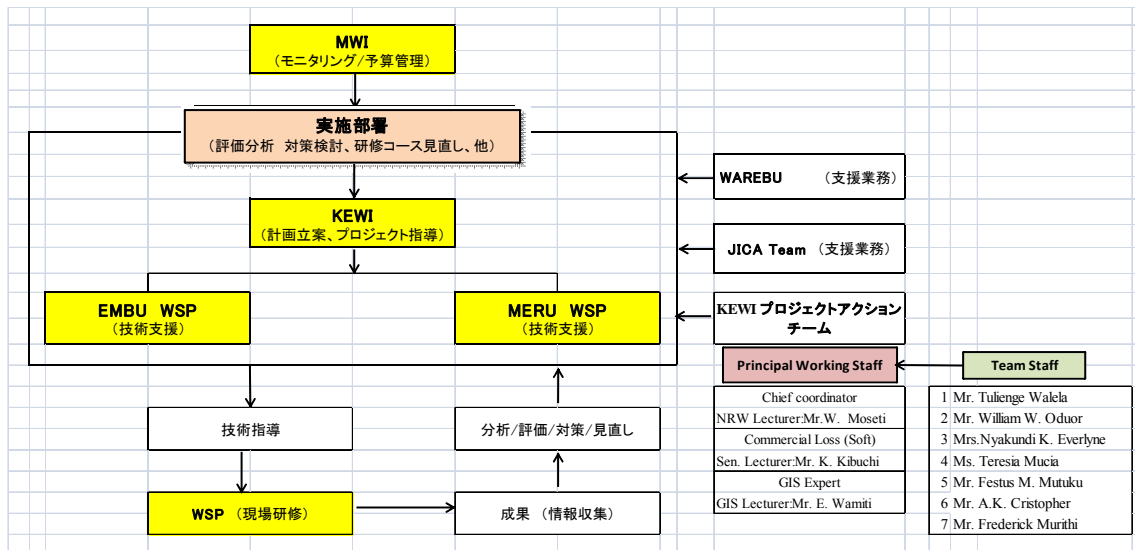 MWI
(モニタリング/予算管理)
実施部署
(評価分析 対策検討、研修コース見直し、他)
KEWI
(計画立案、プロジェクト指導)
EMBU WSP
(技術支援)
MERU WSP
(技術支援)
技術指導
分析/評価/対策/見直し
WSP (現場研修)
成果 (情報収集)
WAREBU (支援業務)
JICA Team (支援業務)
KEWI プロジェクトアクション
チーム
Principal Working Staff
Chief coordinator
NRW Lecturer:Mr.W. Moseti
Commercial Loss (Soft)
Sen. Lecturer:Mr. K. Kibuchi
GIS Expert
GIS Lecturer:Mr. E. Wamiti
Team Staff
1 Mr. Tulienge Walela
2 Mr. William W. Oduor
3 Mrs.Nyakundi K. Everlyne
4 Ms. Teresia Mucia
5 Mr. Festus M. Mutuku
6 Mr. A.K. Cristopher
7 Mr. Frederick Murithi